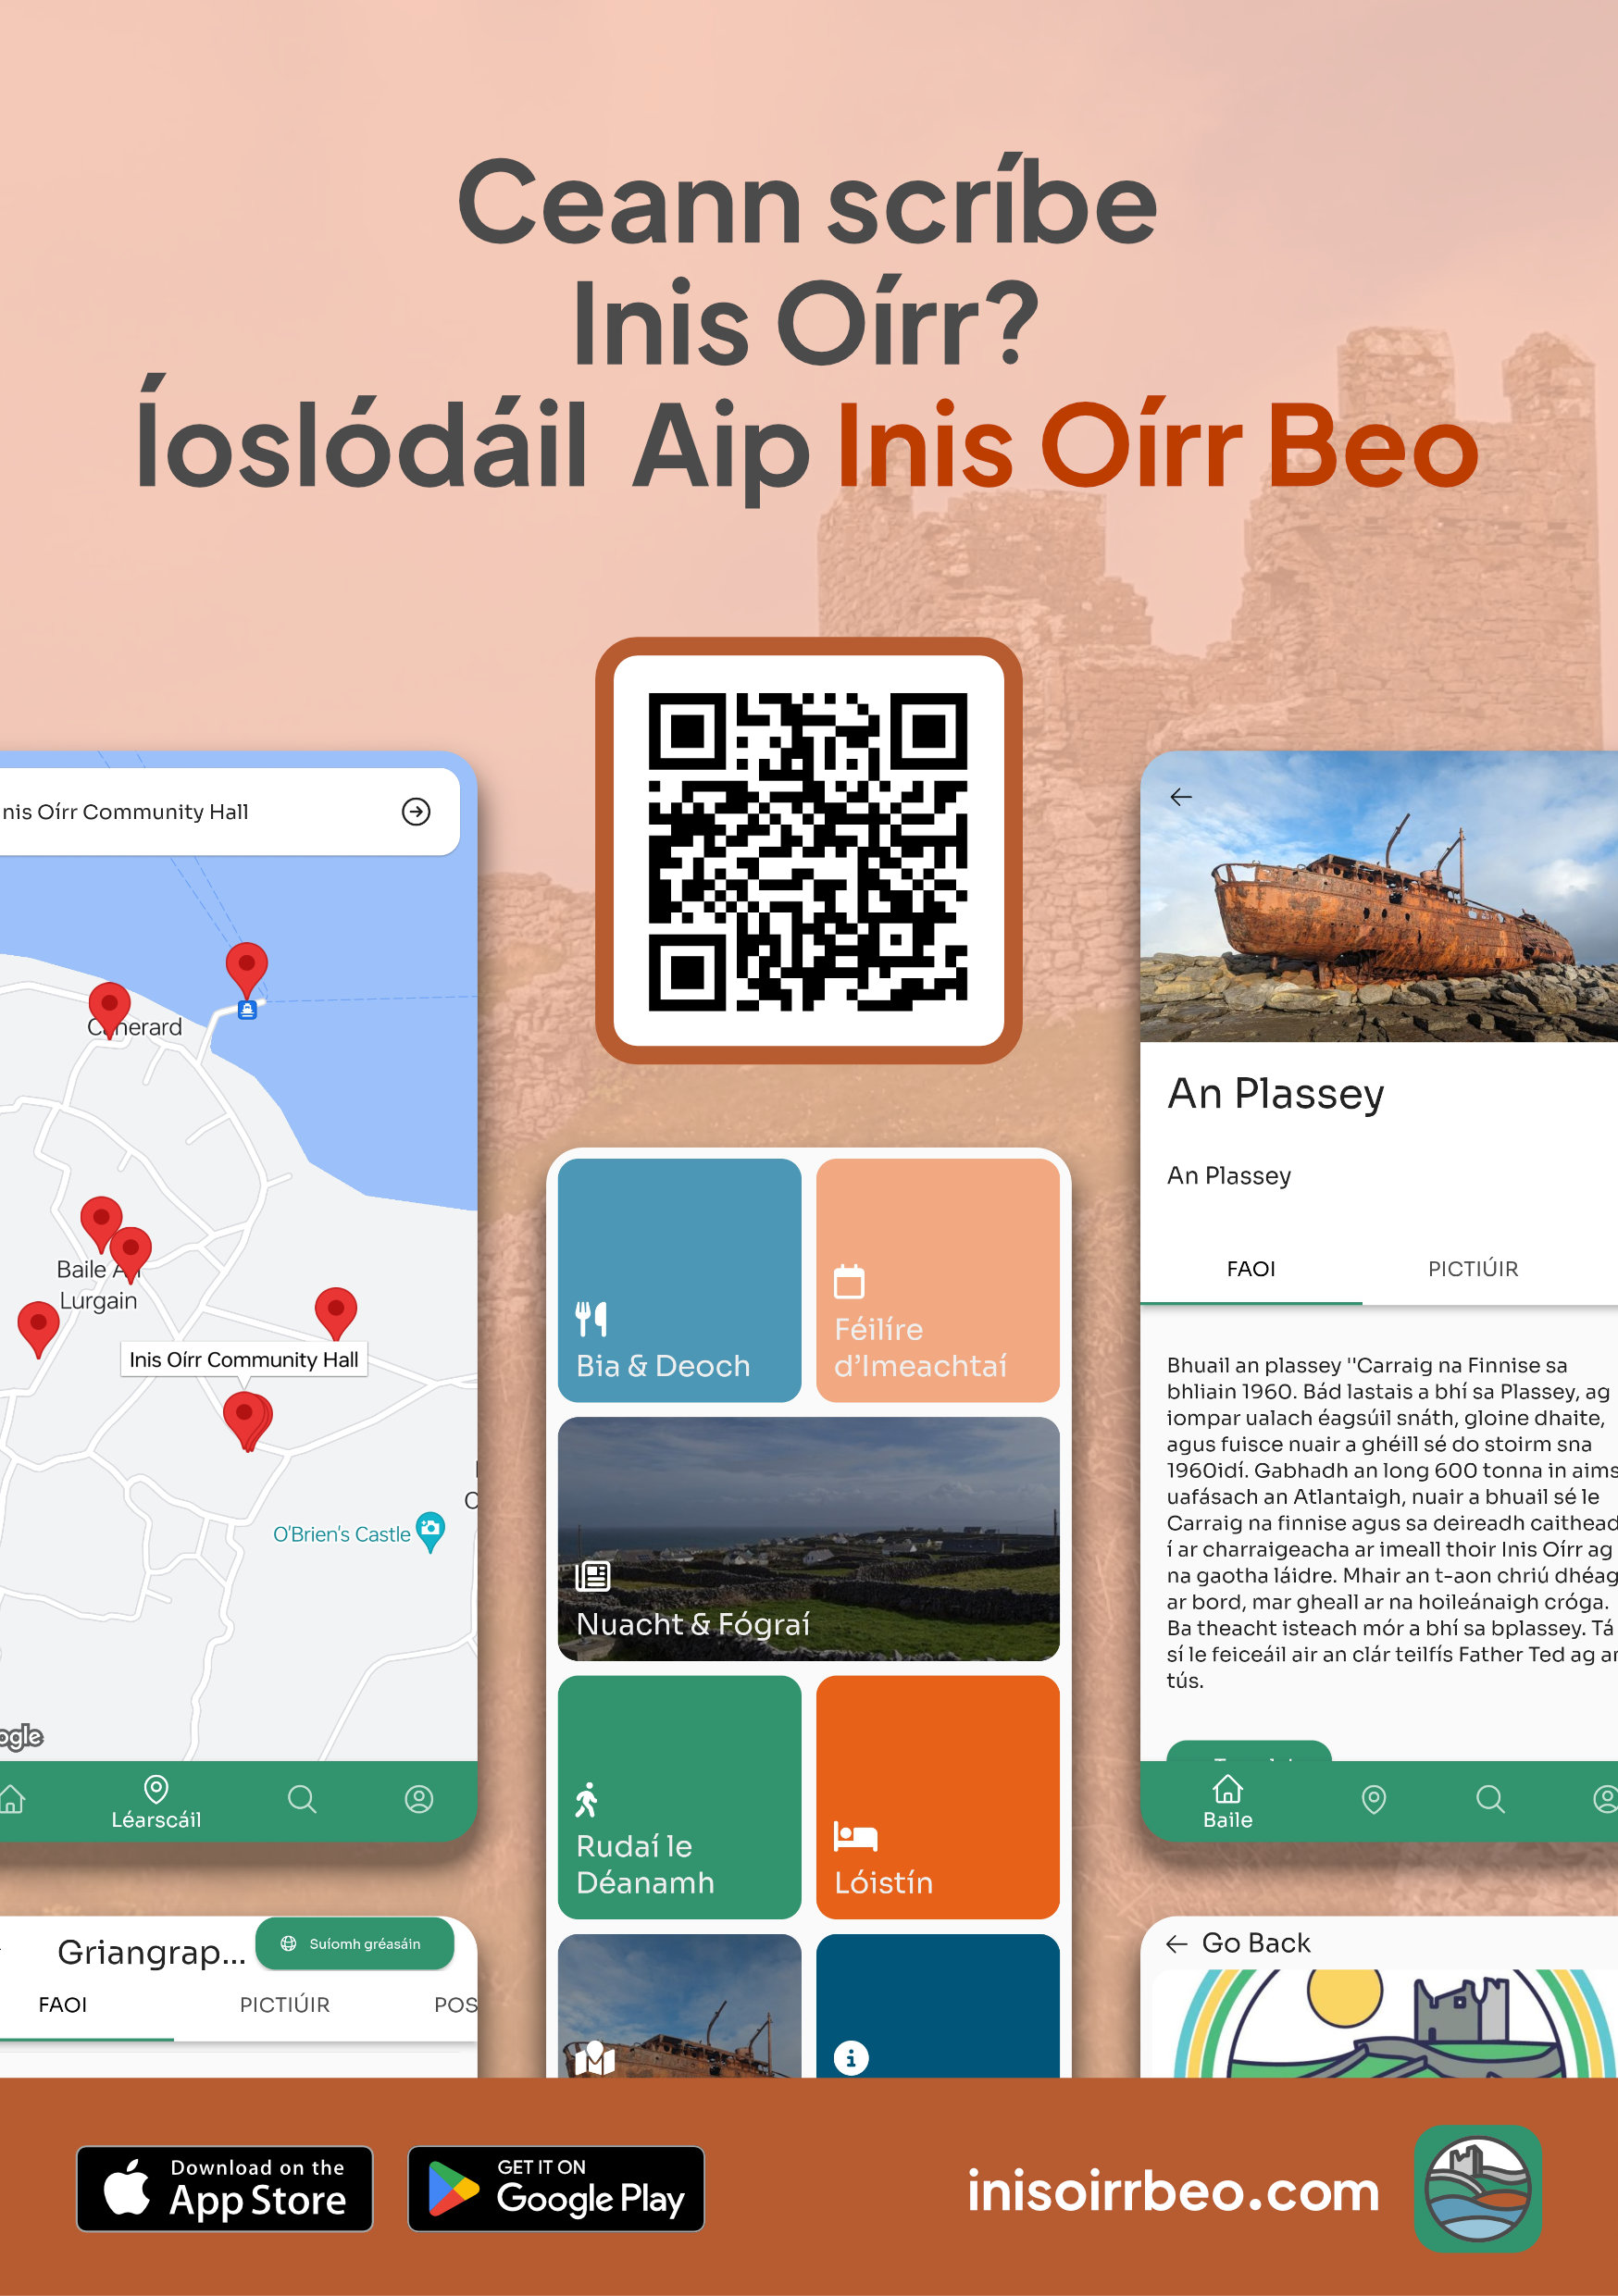 Ceann scríbe
Inis Oírr?
Íoslódáil Aip Inis Oírr Beo
nis Oírr Community Hall
Baile
Lurgain
Inis Oírr Community Hall
O'Brien's Castle
Léarscáil
Bia & Deoch
Féilíre
d'Imeachtaí
Nuacht & Fógraí
Rudaí le
Déanamh
Lóistín
An Plassey
An Plassey
FAOI
PICTIÚIR
Bhuail an plassey "Carraig na Finnise sa
bhliain 1960. Bád lastais a bhí sa Plassey, ag
iompar ualach éagsúil snáth, gloine dhaite,
agus fuisce nuair a ghéill sé do stoirm sna
1960idí. Gabhadh an long 600 tonna in aims
uafásach an Atlantaigh, nuair a bhuail sé le
Carraig na finnise agus sa deireadh caithead
í ar charraigeacha ar imeall thoir Inis Oírr ag
na gaotha láidre. Mhair an t-aon chriú dhéag
ar bord, mar gheall ar na hoileánaigh cróga.
Ba theacht isteach mór a bhí sa bplassey. Tá
sí le feiceáil air an clár teilfís Father Ted ag ar
tús.
Baile
Griangrap...
Suíomh gréasáin
FAOI
PICTIÚIR
POS
Go Back
Download on the
App Store
GET IT ON
Google Play
inisoirrbeo.com